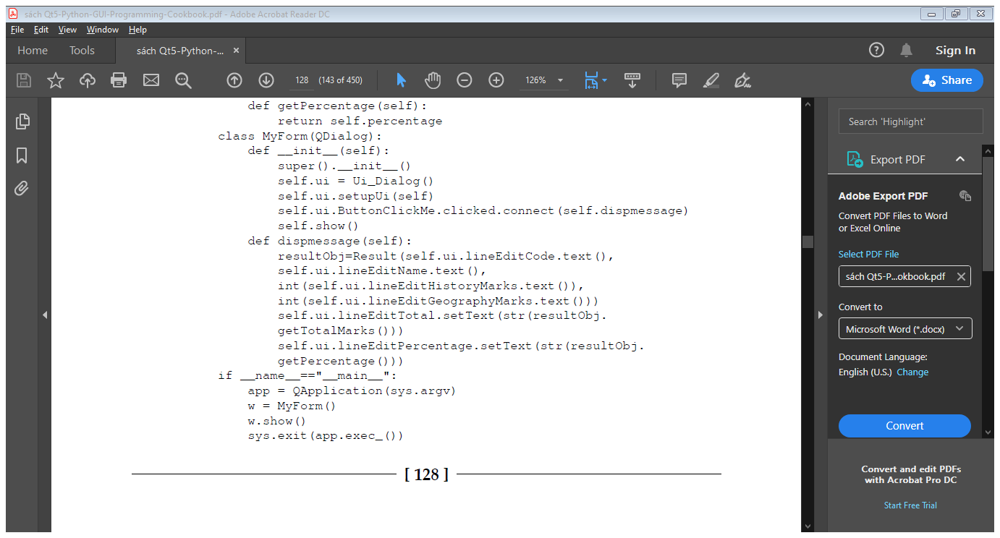 sách Qt5-Python-GUI-Programming-Cookbook.pdf - Adobe Acrobat Reader DC
File Edit View Window Help
Home Tools sách Qt5-Python-... × Sign In
128 (143 of 450) 126% Share
def getPercentage(self):
return self.percentage
class MyForm(QDialog):
def __init__(self):
super().__init__()
self.ui = Ui_Dialog()
self.ui.setupUi(self)
self.ui.ButtonClickMe.clicked.connect(self.dispmessage)
self.show()
def dispmessage(self):
resultObj=Result(self.ui.lineEditCode.text(),
self.ui.lineEditName.text(),
int(self.ui.lineEditHistoryMarks.text()),
int(self.ui.lineEditGeographyMarks.text()))
self.ui.lineEditTotal.setText(str(resultObj.
getTotalMarks()))
self.ui.lineEditPercentage.setText(str(resultObj.
getPercentage()))
if __name__=="__main__":
app = QApplication(sys.argv)
w = MyForm()
w.show()
sys.exit(app.exec_())
[ 128 ]
Search 'Highlight'
Export PDF
Adobe Export PDF
Convert PDF Files to Word
or Excel Online
Select PDF File
sách Qt5-P...okbook.pdf
Convert to
Microsoft Word (*.docx)
Document Language:
English (U.S.) Change
Convert
Convert and edit PDFs
with Acrobat Pro DC
Start Free Trial